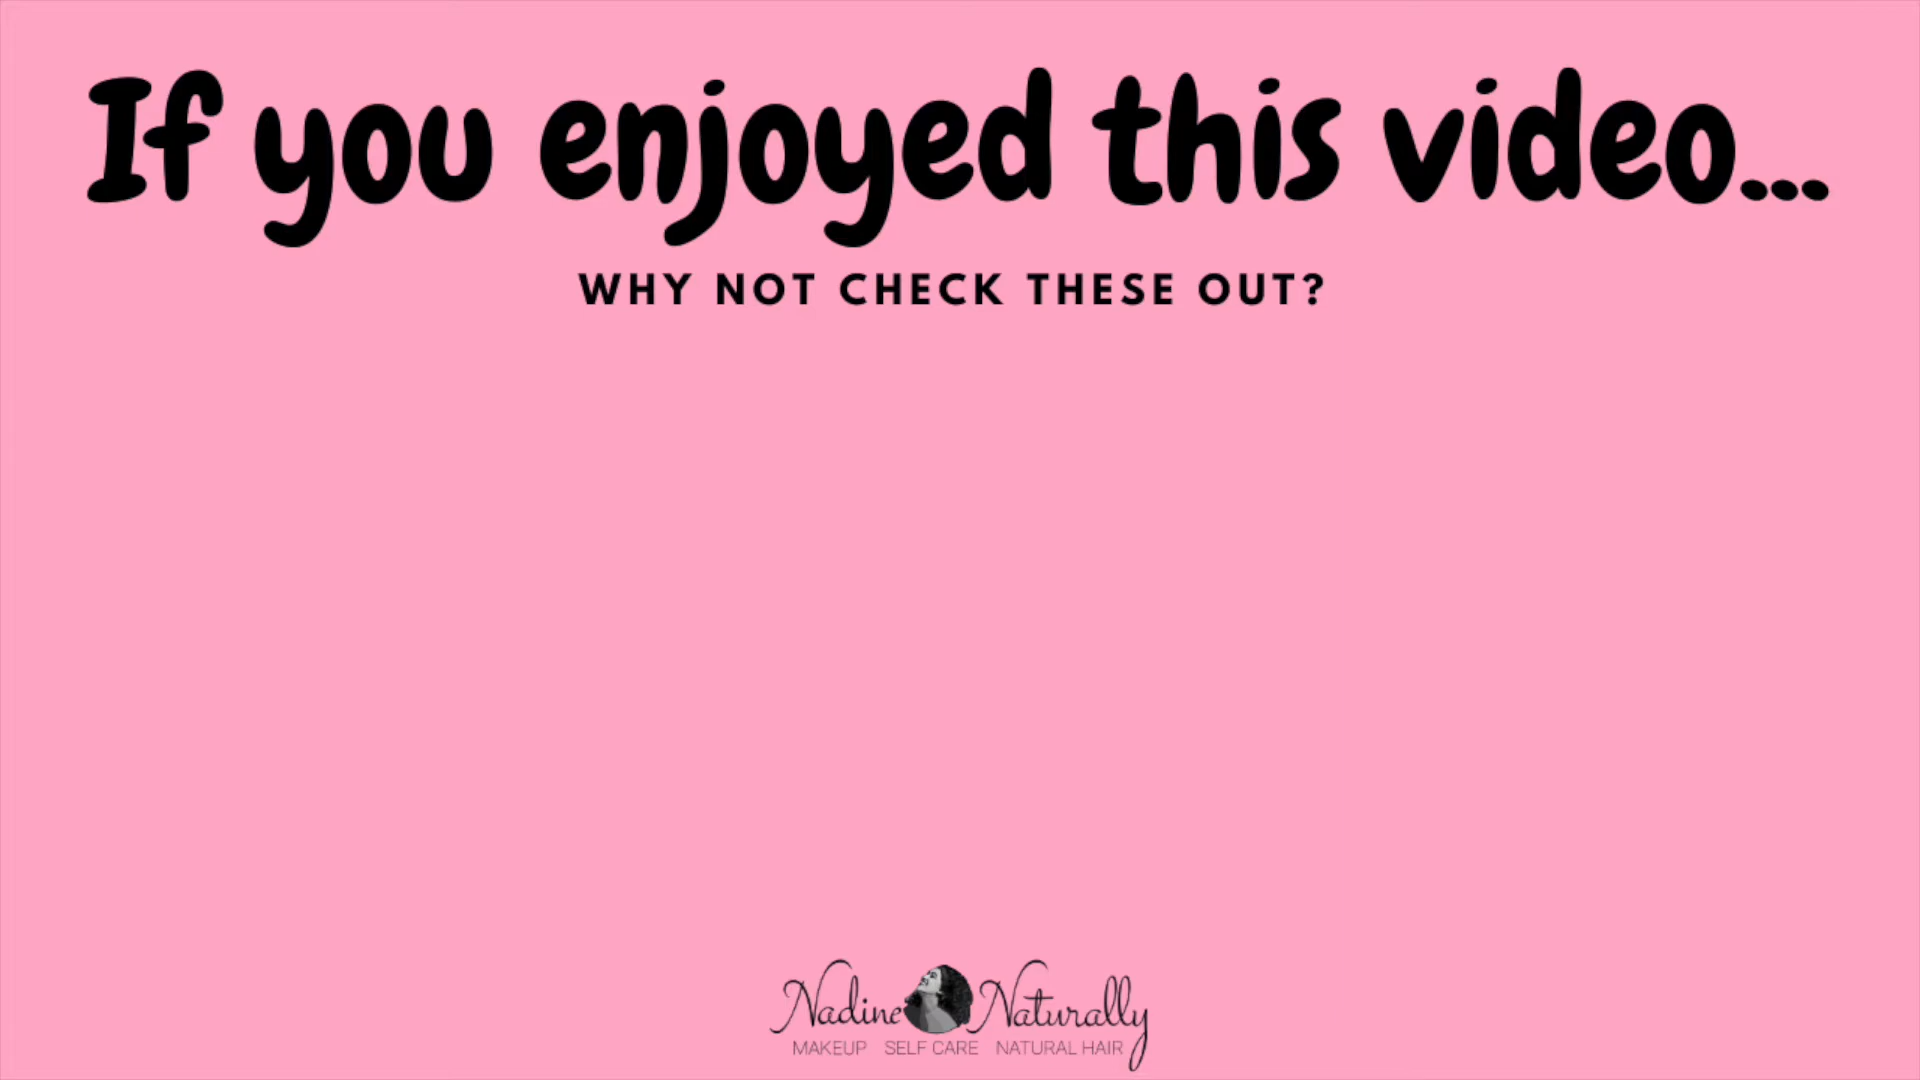 If you enjoyed this video...
WHY NOT CHECK THESE OUT?
Nadine Naturally
MAKEUP SELF CARE NATURAL HAIR